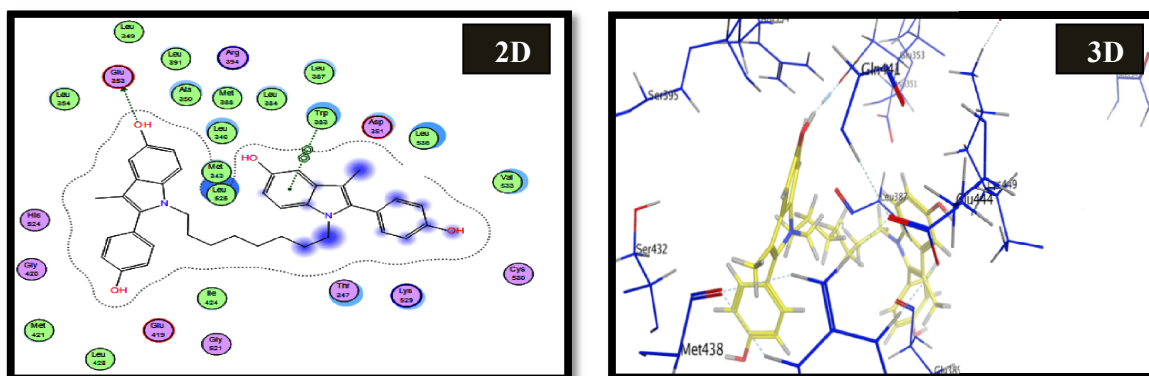 2D
Leu
349
Leu
391
Arg
394
Glu
353
Leu
387
Leu
354
Ala
350
Met
388
Leu
384
Trp
383
Asp
351
Leu
346
Leu
536
OH
HO
Met
343
Leu
525
Val
533
N
N
OH
His
524
Gly
420
OH
Ile
424
Thr
347
Lys
529
Cys
530
Met
421
Glu
419
Gly
521
Leu
428
3D
Glu353
Gln441
Ser395
Leu387
Glu444
Ser432
Met438